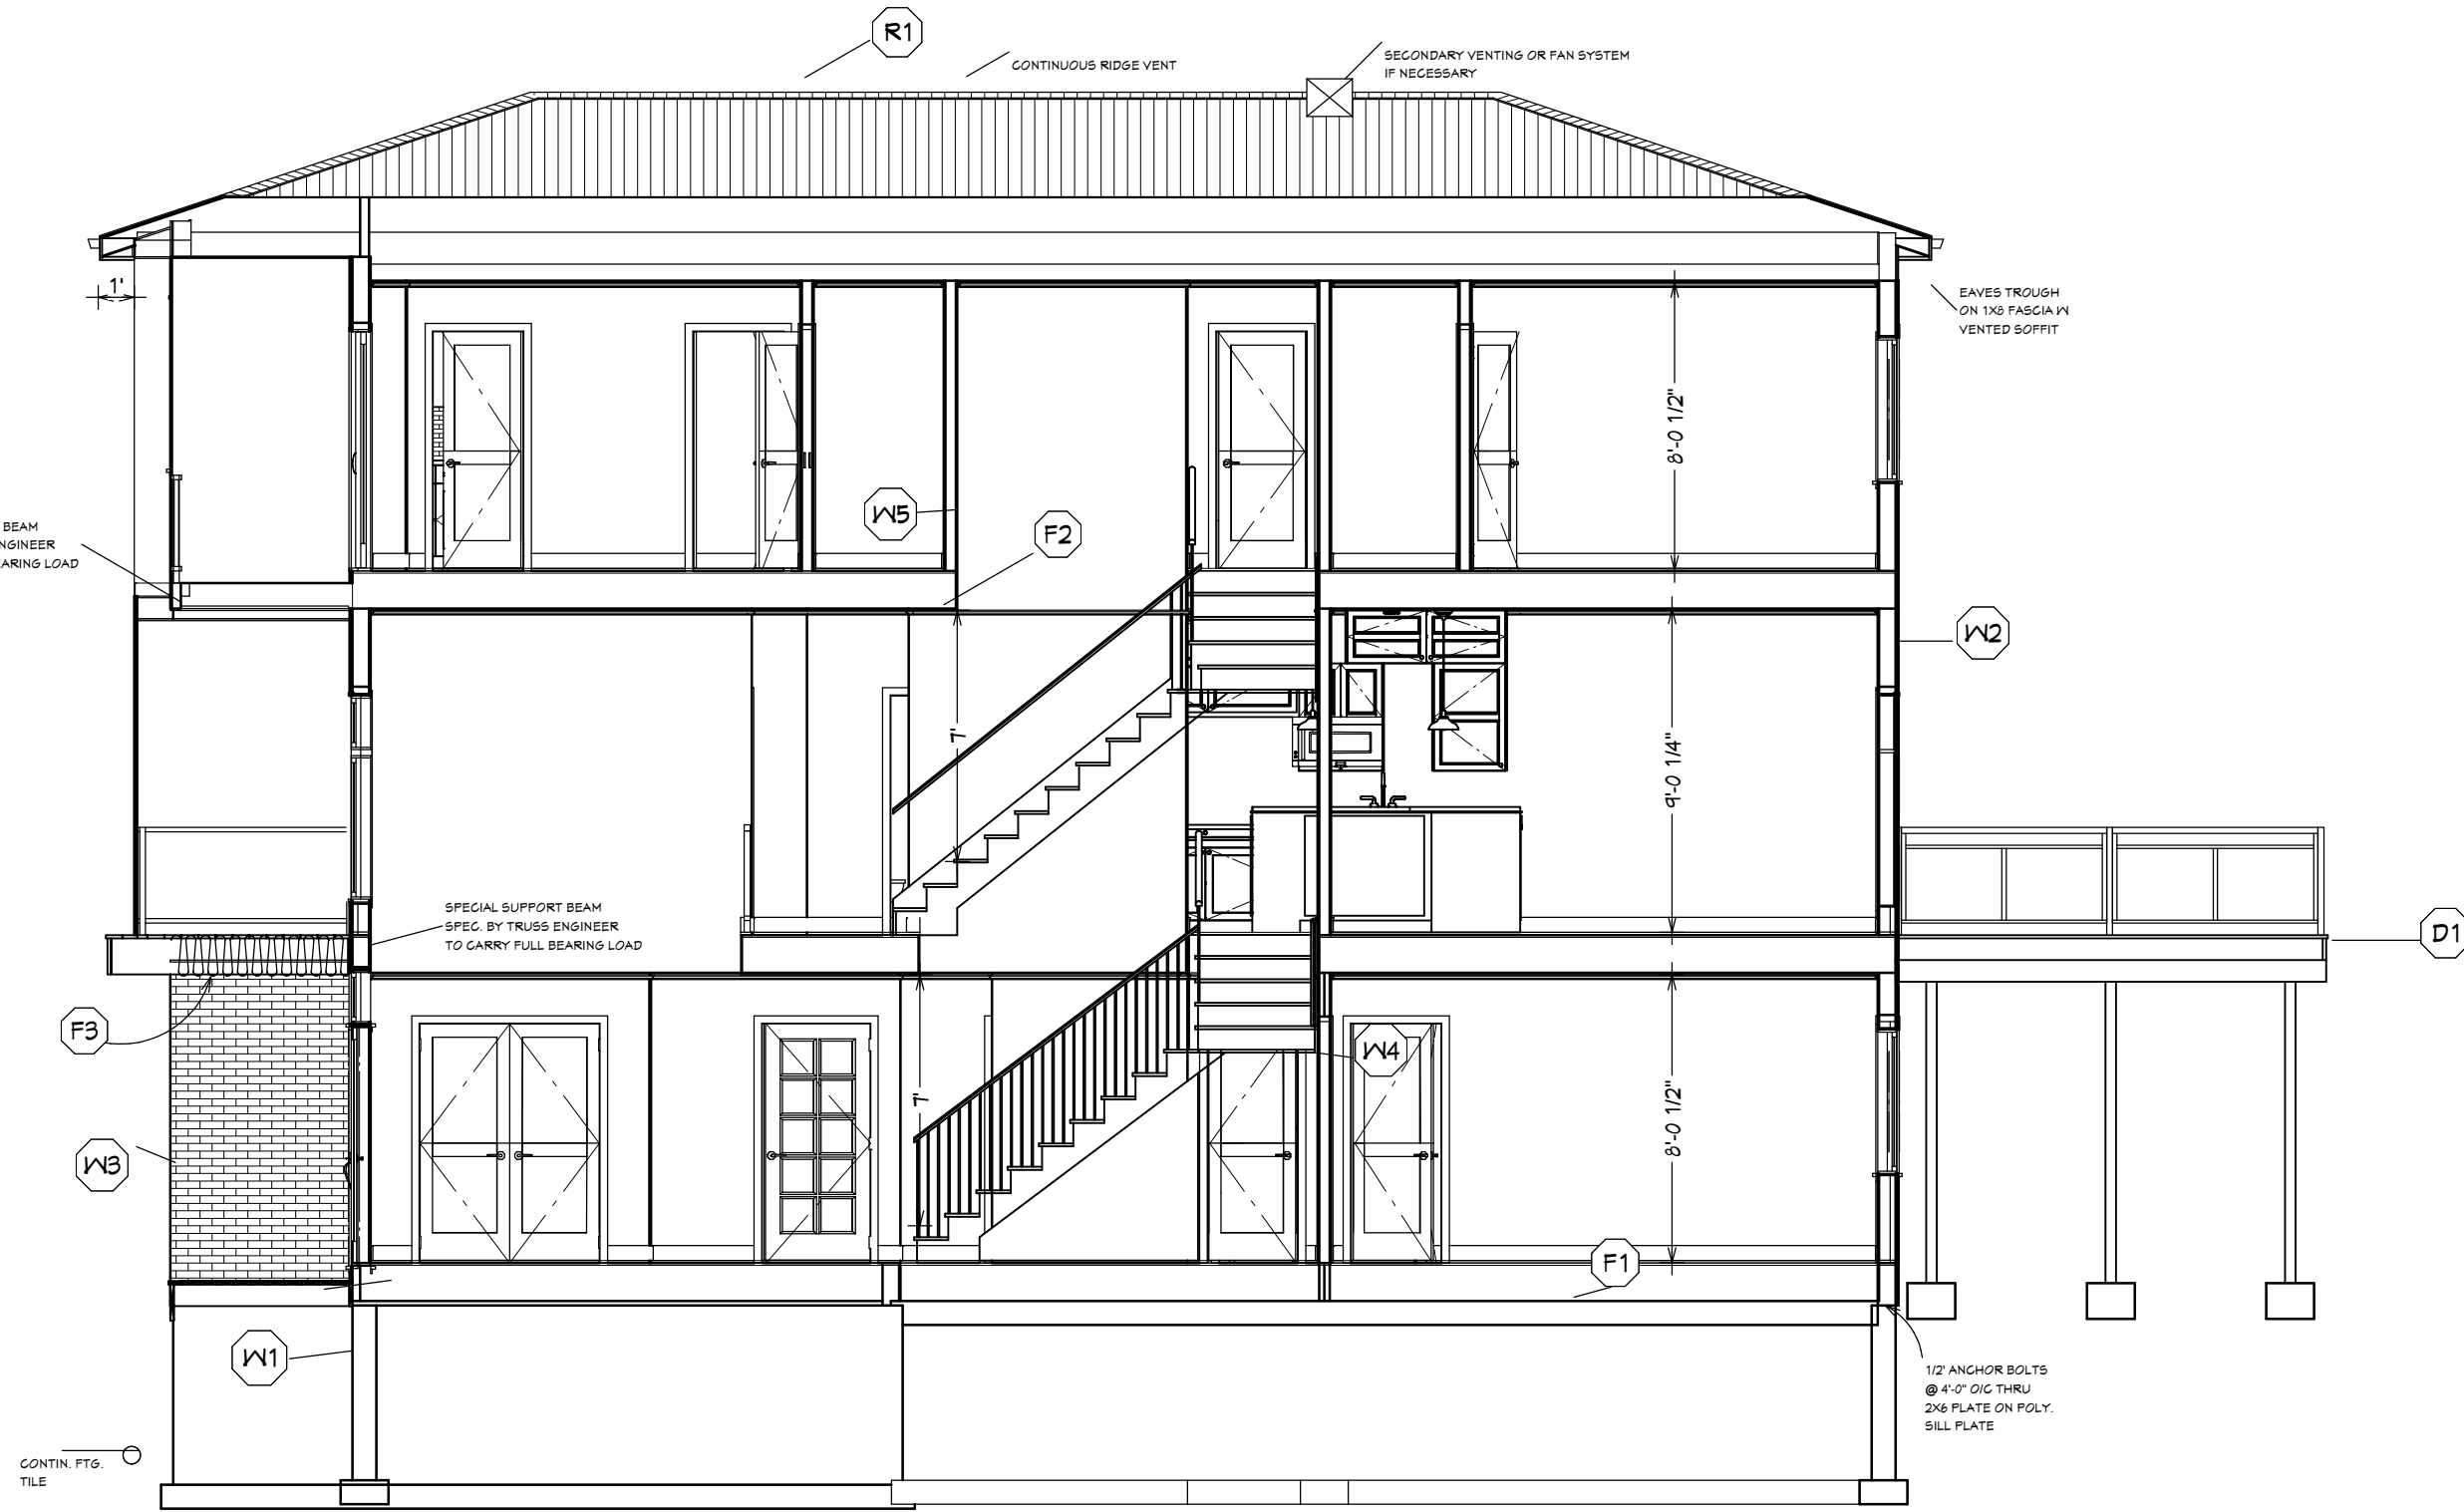 R1
CONTINUOUS RIDGE VENT
SECONDARY VENTING OR FAN SYSTEM
IF NECESSARY
1'
EAVES TROUGH
ON 1X8 FASCIA W
VENTED SOFFIT
8'-0 1/2"
W5
F2
BEAM
NGINEER
EARING LOAD
W2
7'
9'-0 1/4"
SPECIAL SUPPORT BEAM
SPEC. BY TRUSS ENGINEER
TO CARRY FULL BEARING LOAD
D1
F3
W4
7'
8'-0 1/2"
W3
F1
W1
1/2' ANCHOR BOLTS
@ 4'-0" O/C THRU
2X6 PLATE ON POLY.
SILL PLATE
CONTIN. FTG.
TILE